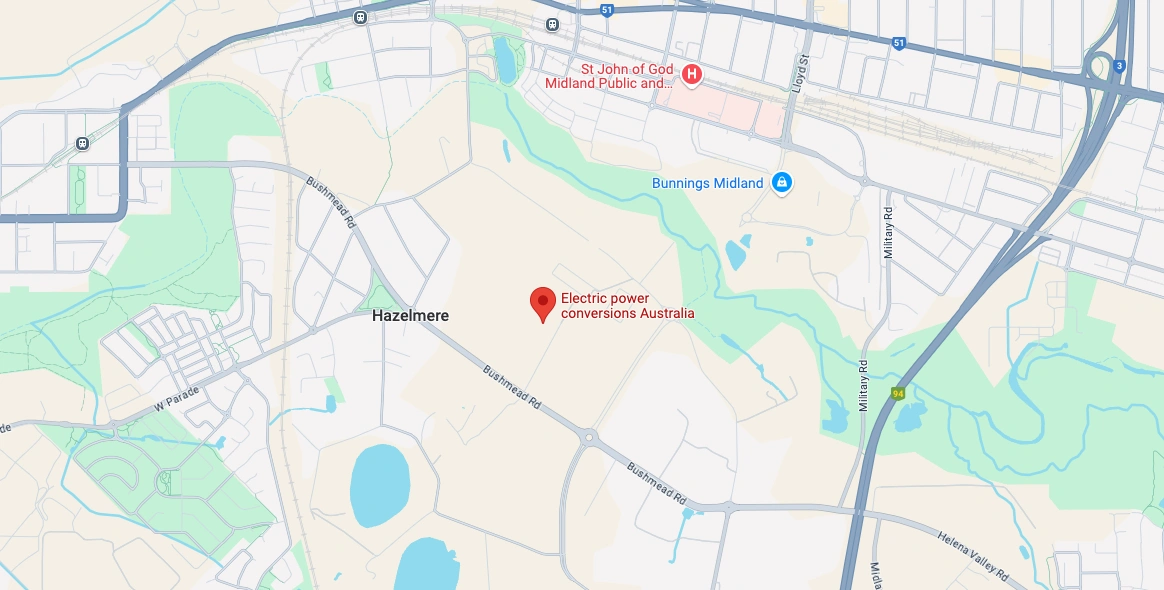 51
51
3
St John of God
Midland Public and...
H
Lloyd St
Bunnings Midland
Bushmead Rd
Military Rd
Electric power
conversions Australia
Hazelmere
Bushmead Rd
Military Rd
94
W Parade
de
Bushmead Rd
Helena Valley Rd
Midla